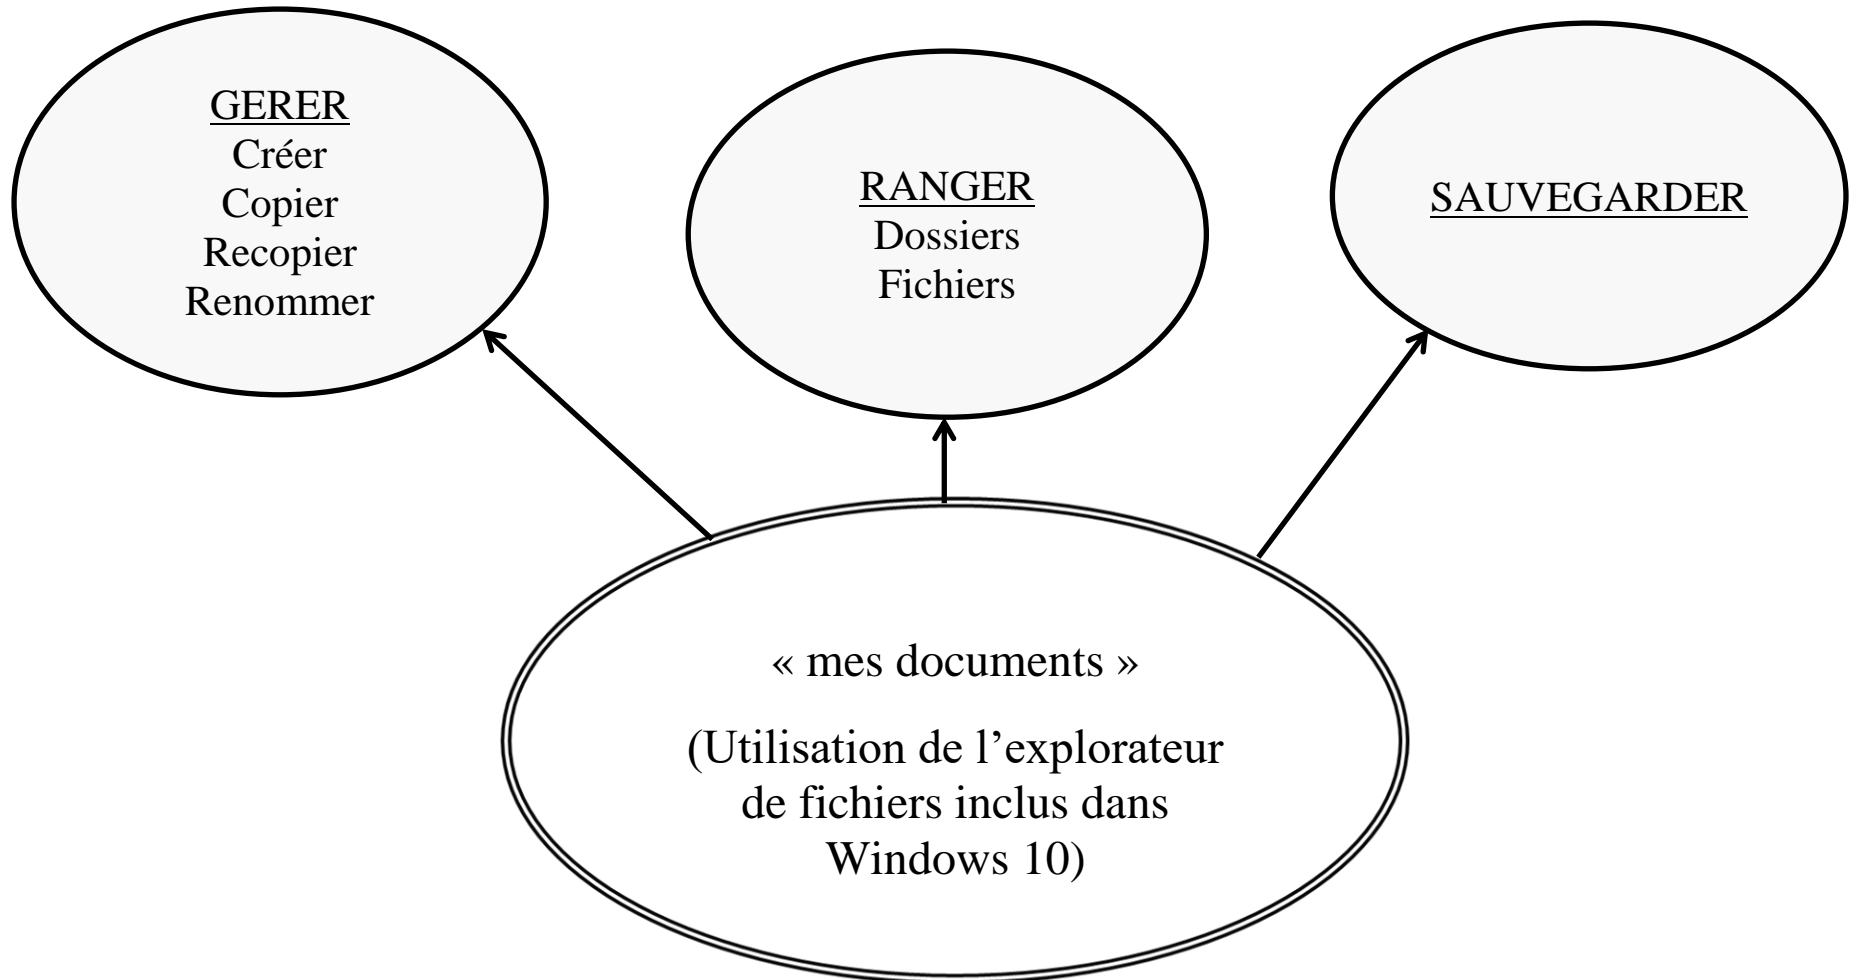 GERER
Créer
Copier
Recopier
Renommer
RANGER
Dossiers
Fichiers
SAUVEGARDER
« mes documents »
(Utilisation de l’explorateur
de fichiers inclus dans
Windows 10)